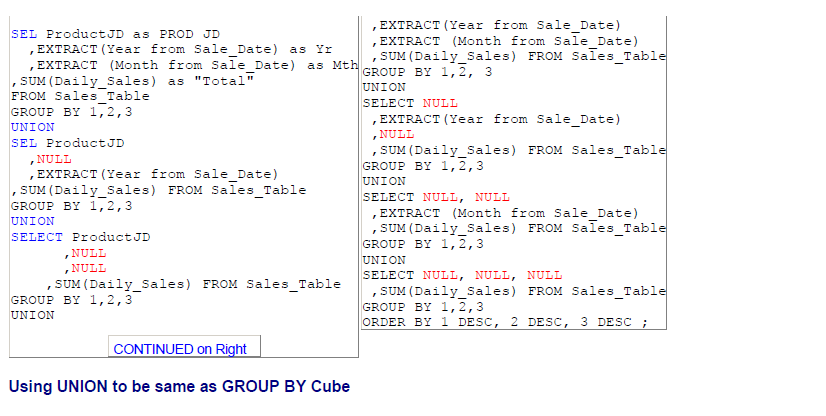 SEL ProductJD as PROD JD
,EXTRACT(Year from Sale_Date) as Yr
,EXTRACT (Month from Sale_Date) as Mth
,SUM(Daily_Sales) as "Total"
FROM Sales_Table
GROUP BY 1,2,3
UNION
SEL ProductJD
,NULL
,EXTRACT(Year from Sale_Date)
,SUM(Daily_Sales) FROM Sales_Table
GROUP BY 1,2,3
UNION
SELECT ProductJD
,NULL
,NULL
,SUM(Daily_Sales) FROM Sales_Table
GROUP BY 1,2,3
UNION
CONTINUED on Right
,EXTRACT(Year from Sale_Date)
,EXTRACT (Month from Sale_Date)
,SUM(Daily_Sales) FROM Sales_Table
GROUP BY 1,2, 3
UNION
SELECT NULL
,EXTRACT(Year from Sale_Date)
,NULL
,SUM(Daily_Sales) FROM Sales_Table
GROUP BY 1,2,3
UNION
SELECT NULL, NULL
,EXTRACT (Month from Sale_Date)
,SUM(Daily_Sales) FROM Sales_Table
GROUP BY 1,2,3
UNION
SELECT NULL, NULL, NULL
,SUM(Daily_Sales) FROM Sales_Table
GROUP BY 1,2,3
ORDER BY 1 DESC, 2 DESC, 3 DESC ;
Using UNION to be same as GROUP BY Cube